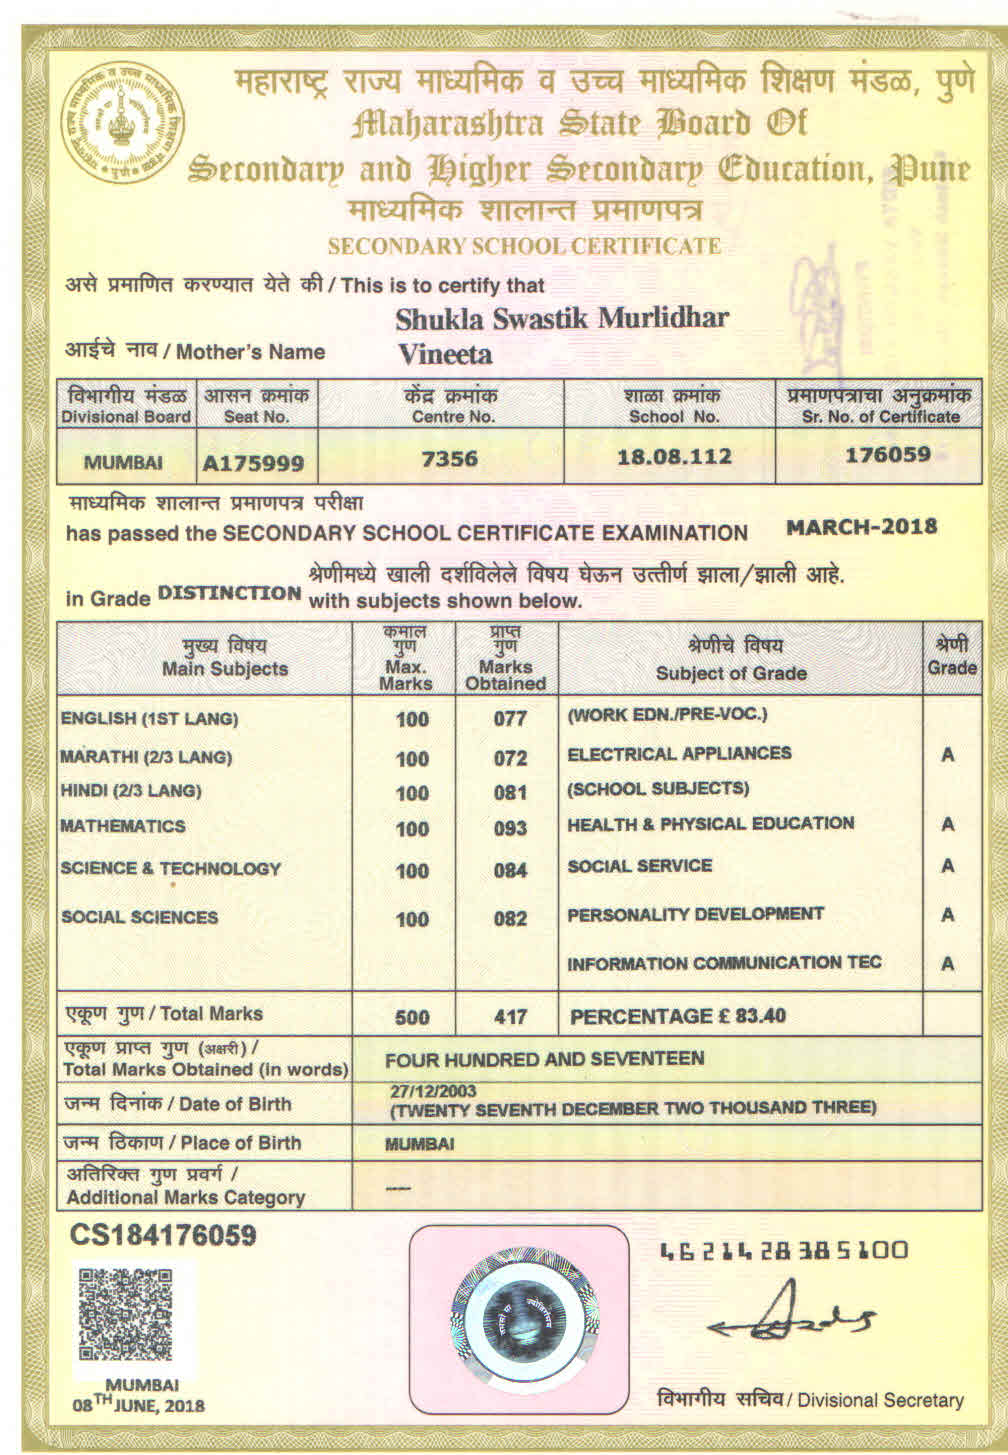 महाराष्ट्र राज्य माध्यमिक व उच्च माध्यमिक शिक्षण मंडळ, पुणे
Maharashtra State Board Of
Secondary and Higher Secondary Education, Pune
माध्यमिक शालान्त प्रमाणपत्र
SECONDARY SCHOOL CERTIFICATE
असे प्रमाणित करण्यात येते की / This is to certify that
Shukla Swastik Murlidhar
आईचे नाव / Mother's Name Vineeta
विभागीय मंडळ आसन क्रमांक केंद्र क्रमांक शाळा क्रमांक प्रमाणपत्राचा अनुक्रमांक
Divisional Board Seat No. Centre No. School No. Sr. No. of Certificate
MUMBAI A175999 7356 18.08.112 176059
माध्यमिक शालान्त प्रमाणपत्र परीक्षा
has passed the SECONDARY SCHOOL CERTIFICATE EXAMINATION MARCH-2018
श्रेणीमध्ये खाली दर्शविलेले विषय घेऊन उत्तीर्ण झाला/झाली आहे.
in Grade DISTINCTION with subjects shown below.
मुख्य विषय कमाल गुण प्राप्त गुण श्रेणीचे विषय श्रेणी
Main Subjects Max. Marks Marks Obtained Subject of Grade Grade
ENGLISH (1ST LANG) 100 077 (WORK EDN./PRE-VOC.)
MARATHI (2/3 LANG) 100 072 ELECTRICAL APPLIANCES A
HINDI (2/3 LANG) 100 081 (SCHOOL SUBJECTS)
MATHEMATICS 100 093 HEALTH & PHYSICAL EDUCATION A
SCIENCE & TECHNOLOGY 100 084 SOCIAL SERVICE A
SOCIAL SCIENCES 100 082 PERSONALITY DEVELOPMENT A
INFORMATION COMMUNICATION TEC A
एकूण गुण / Total Marks 500 417 PERCENTAGE £ 83.40
एकूण प्राप्त गुण (अक्षरी) /
Total Marks Obtained (in words) FOUR HUNDRED AND SEVENTEEN
27/12/2003
जन्म दिनांक / Date of Birth (TWENTY SEVENTH DECEMBER TWO THOUSAND THREE)
जन्म ठिकाण / Place of Birth MUMBAI
अतिरिक्त गुण प्रवर्ग /
Additional Marks Category ---
CS184176059
4621428385100
MUMBAI
08TH JUNE, 2018
विभागीय सचिव / Divisional Secretary